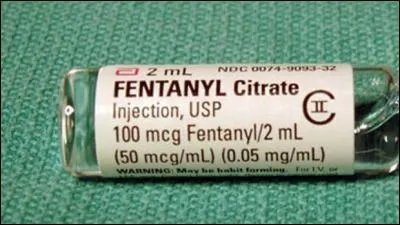 2 mL NDC 0074-9093-32
FENTANYL Citrate
Injection, USP
CII
100 mcg Fentanyl/2 mL
(50 mcg/mL) (0.05 mg/mL)
WARNING: May be habit forming. For I.V. or